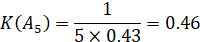 K(A₅) = 1 / (5 × 0.43) = 0.46